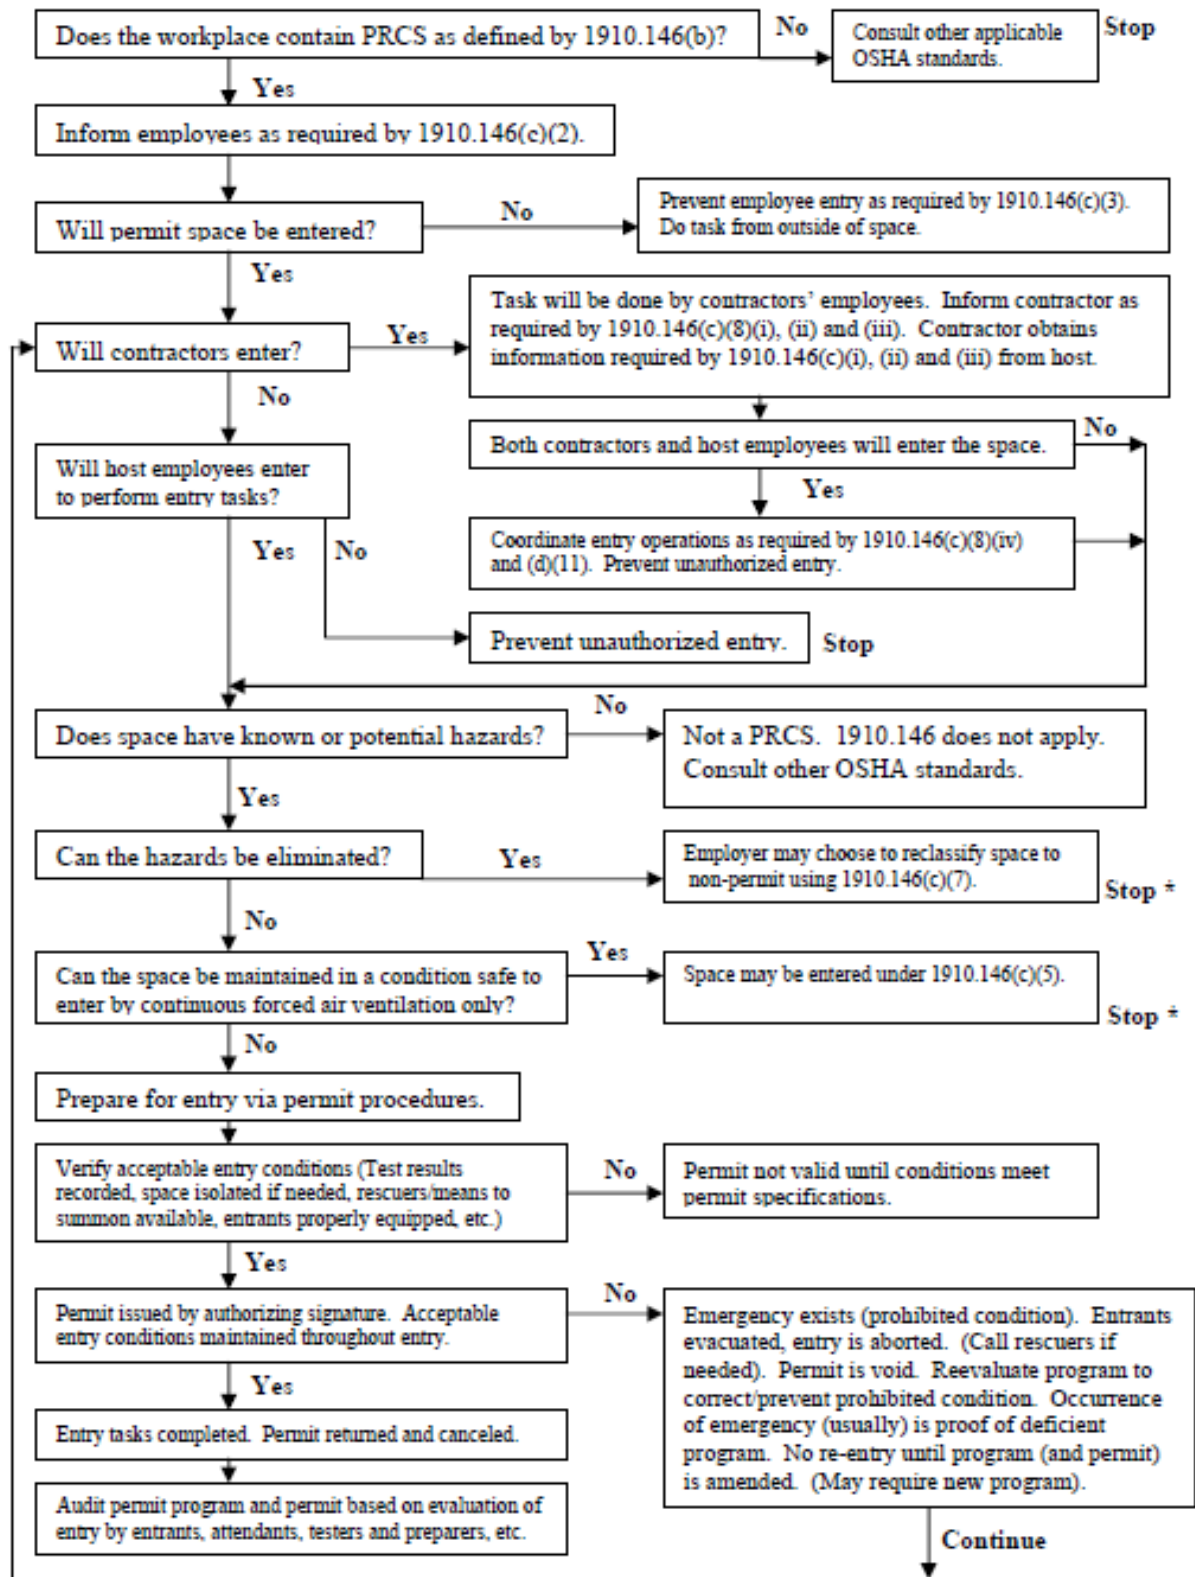 Does the workplace contain PRCS as defined by 1910.146(b)?
No
Consult other applicable
OSHA standards.
Stop
Yes
Inform employees as required by 1910.146(c)(2).
Will permit space be entered?
No
Prevent employee entry as required by 1910.146(c)(3).
Do task from outside of space.
Yes
Will contractors enter?
Yes
Task will be done by contractors' employees. Inform contractor as
required by 1910.146(c)(8)(i), (ii) and (iii). Contractor obtains
information required by 1910.146(c)(i), (ii) and (iii) from host.
No
Both contractors and host employees will enter the space.
No
Will host employees enter
to perform entry tasks?
Yes
Yes
No
Coordinate entry operations as required by 1910.146(c)(8)(iv)
and (d)(11). Prevent unauthorized entry.
Prevent unauthorized entry.
Stop
Does space have known or potential hazards?
No
Not a PRCS. 1910.146 does not apply.
Consult other OSHA standards.
Yes
Can the hazards be eliminated?
Yes
Employer may choose to reclassify space to
non-permit using 1910.146(c)(7).
Stop *
No
Can the space be maintained in a condition safe to
enter by continuous forced air ventilation only?
Yes
Space may be entered under 1910.146(c)(5).
Stop *
No
Prepare for entry via permit procedures.
Verify acceptable entry conditions (Test results
recorded, space isolated if needed, rescuers/means to
summon available, entrants properly equipped, etc.)
No
Permit not valid until conditions meet
permit specifications.
Yes
Permit issued by authorizing signature. Acceptable
entry conditions maintained throughout entry.
No
Emergency exists (prohibited condition). Entrants
evacuated, entry is aborted. (Call rescuers if
needed). Permit is void. Reevaluate program to
correct/prevent prohibited condition. Occurrence
of emergency (usually) is proof of deficient
program. No re-entry until program (and permit)
is amended. (May require new program).
Yes
Entry tasks completed. Permit returned and canceled.
Audit permit program and permit based on evaluation of
entry by entrants, attendants, testers and preparers, etc.
Continue